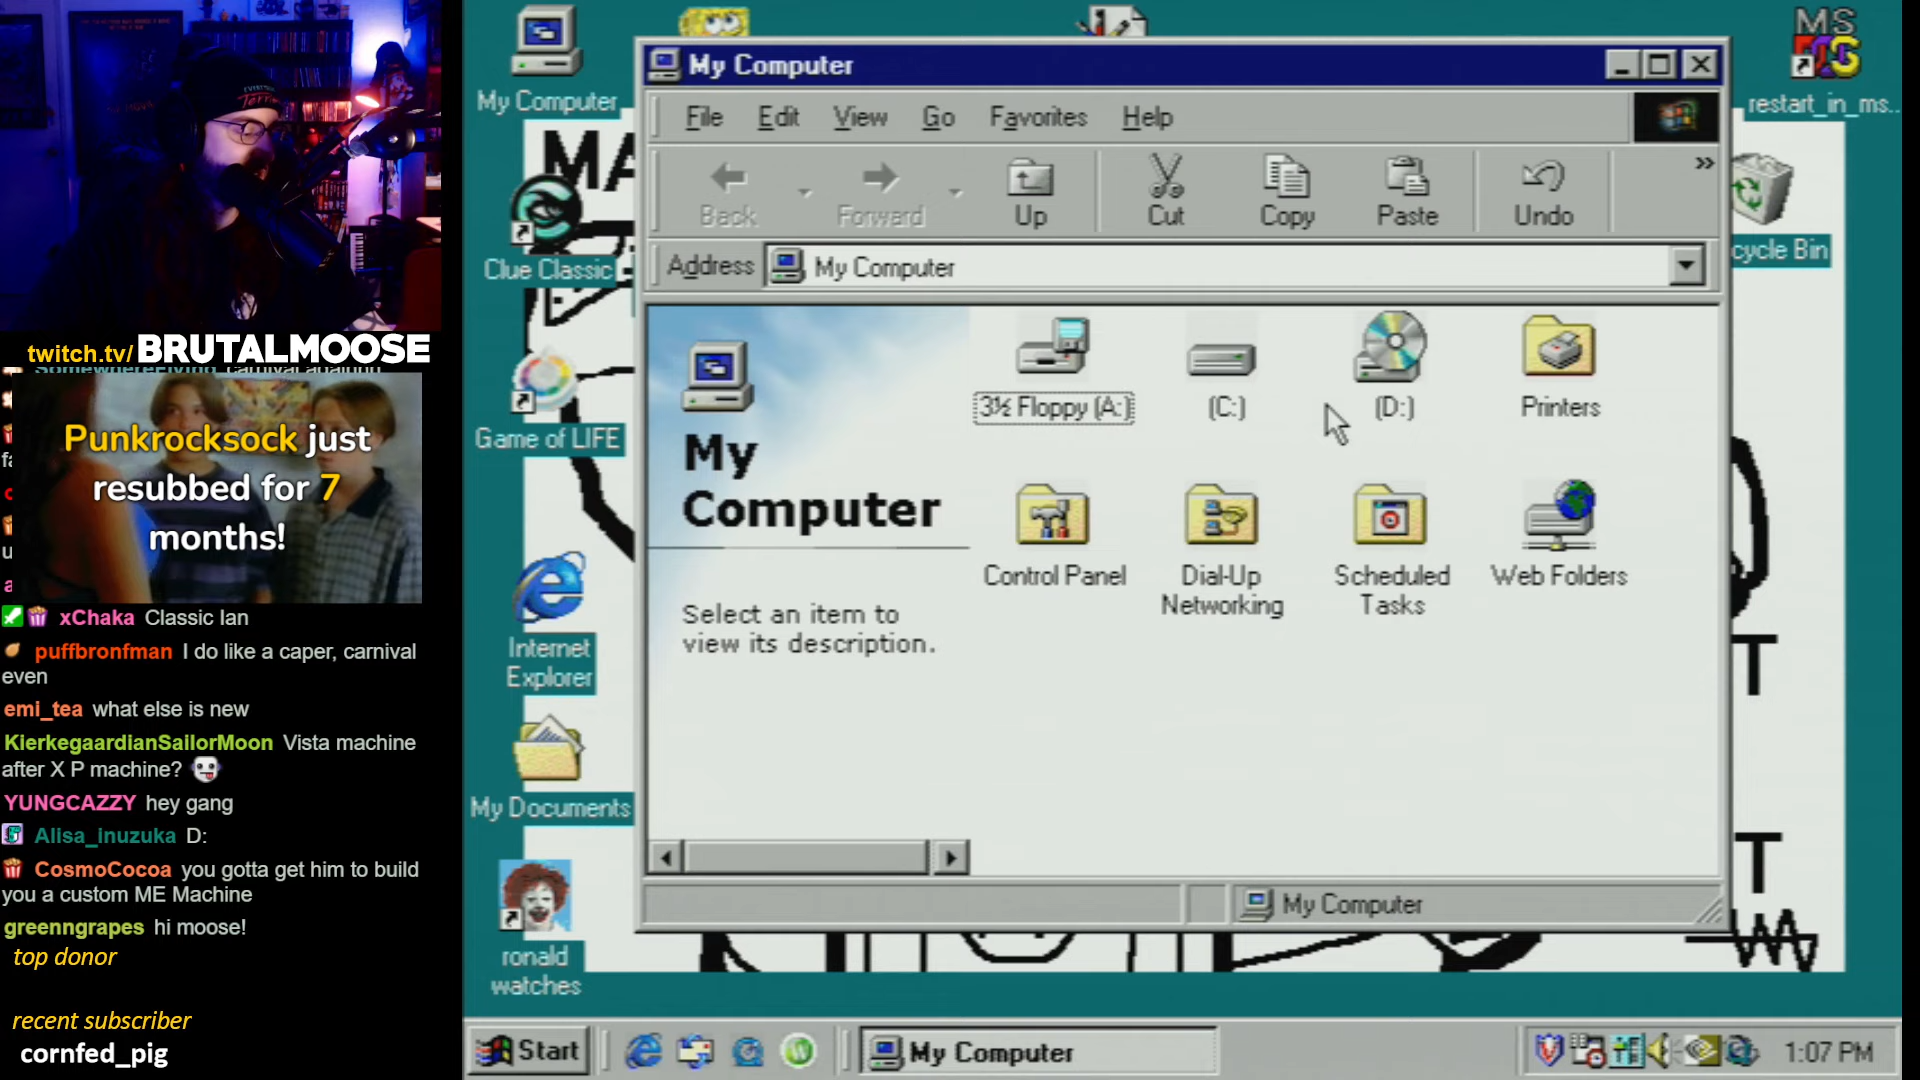 twitch.tv/BRUTALMOOSE
Punkrocksock just
resubbed for 7
months!
xChaka Classic Ian
puffbronfman I do like a caper, carnival
even
emi_tea what else is new
KierkegaardianSailorMoon Vista machine
after X P machine?
YUNGCAZZY hey gang
Alisa_inuzuka D:
CosmoCocoa you gotta get him to build
you a custom ME Machine
greenngrapes hi moose!
top donor
recent subscriber
cornfed_pig
My Computer
Clue Classic
Game of LIFE
Internet
Explorer
My Documents
ronald
watches
MA
My Computer
File Edit View Go Favorites Help
Back Forward Up Cut Copy Paste Undo
Address My Computer
My
Computer
Select an item to
view its description.
3½ Floppy (A:) (C:) (D:) Printers
Control Panel Dial-Up
Networking Scheduled
Tasks Web Folders
My Computer
MS
restart_in_ms...
cycle Bin
T
T
Start My Computer 1:07 PM